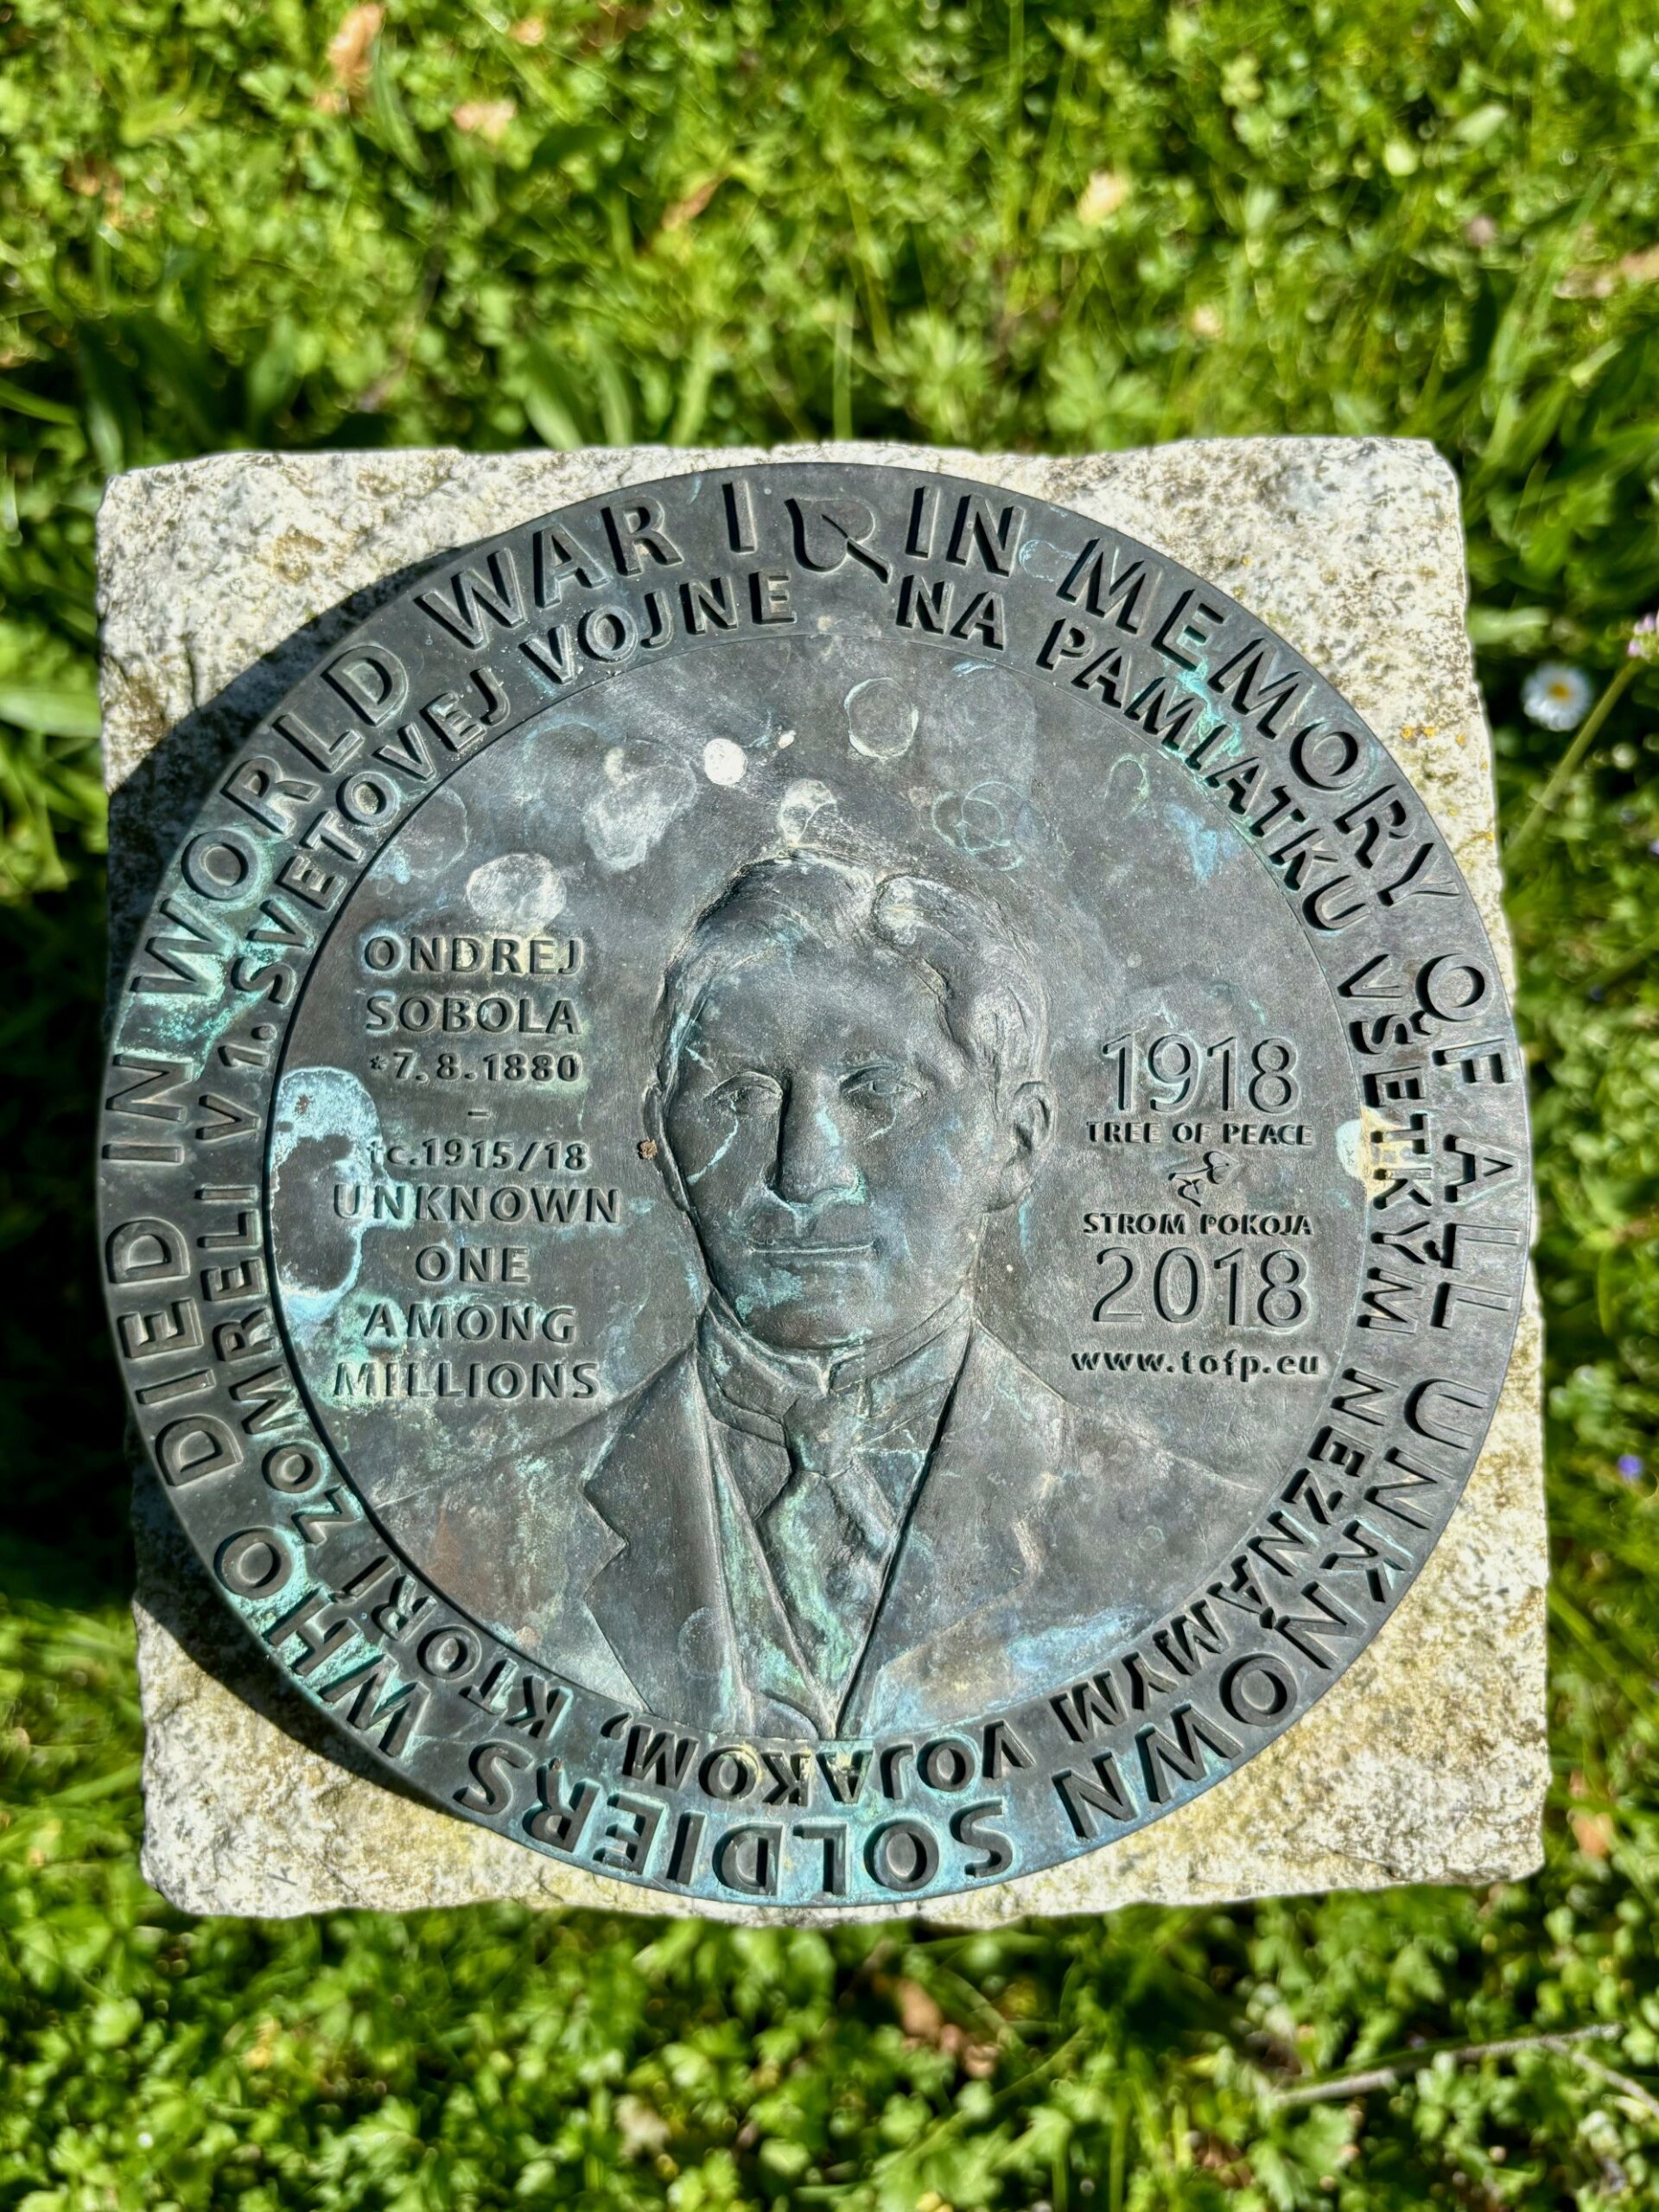 IN MEMORY OF ALL UNKNOWN SOLDIERS WHO DIED IN WORLD WAR I
NA PAMIATKU VŠETKÝM NEZNÁMYM VOJAKOM, KTORÍ ZOMRELI V 1. SVETOVEJ VOJNE
ONDREJ
SOBOLA
*7.8.1880
–
†c.1915/18
UNKNOWN
ONE
AMONG
MILLIONS
1918
TREE OF PEACE
STROM POKOJA
2018
www.tofp.eu